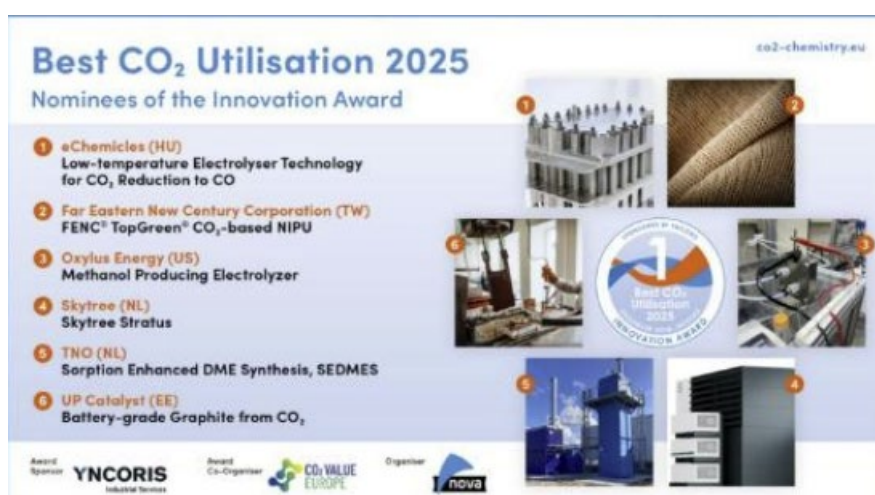 co2-chemistry.eu
Best CO₂ Utilisation 2025
Nominees of the Innovation Award
1 eChemicles (HU)
Low-temperature Electrolyser Technology
for CO₂ Reduction to CO
2 Far Eastern New Century Corporation (TW)
FENC® TopGreen® CO₂-based NIPU
3 Oxylus Energy (US)
Methanol Producing Electrolyzer
4 Skytree (NL)
Skytree Stratus
5 TNO (NL)
Sorption Enhanced DME Synthesis, SEDMES
6 UP Catalyst (EE)
Battery-grade Graphite from CO₂
1
2
6
1
Best CO₂
Utilisation
2025
INNOVATION AWARD
3
5
4
Award
Sponsor
YNCORIS
Industrial Services
Award
Co-Organiser
CO₂ VALUE
EUROPE
Organiser
nova